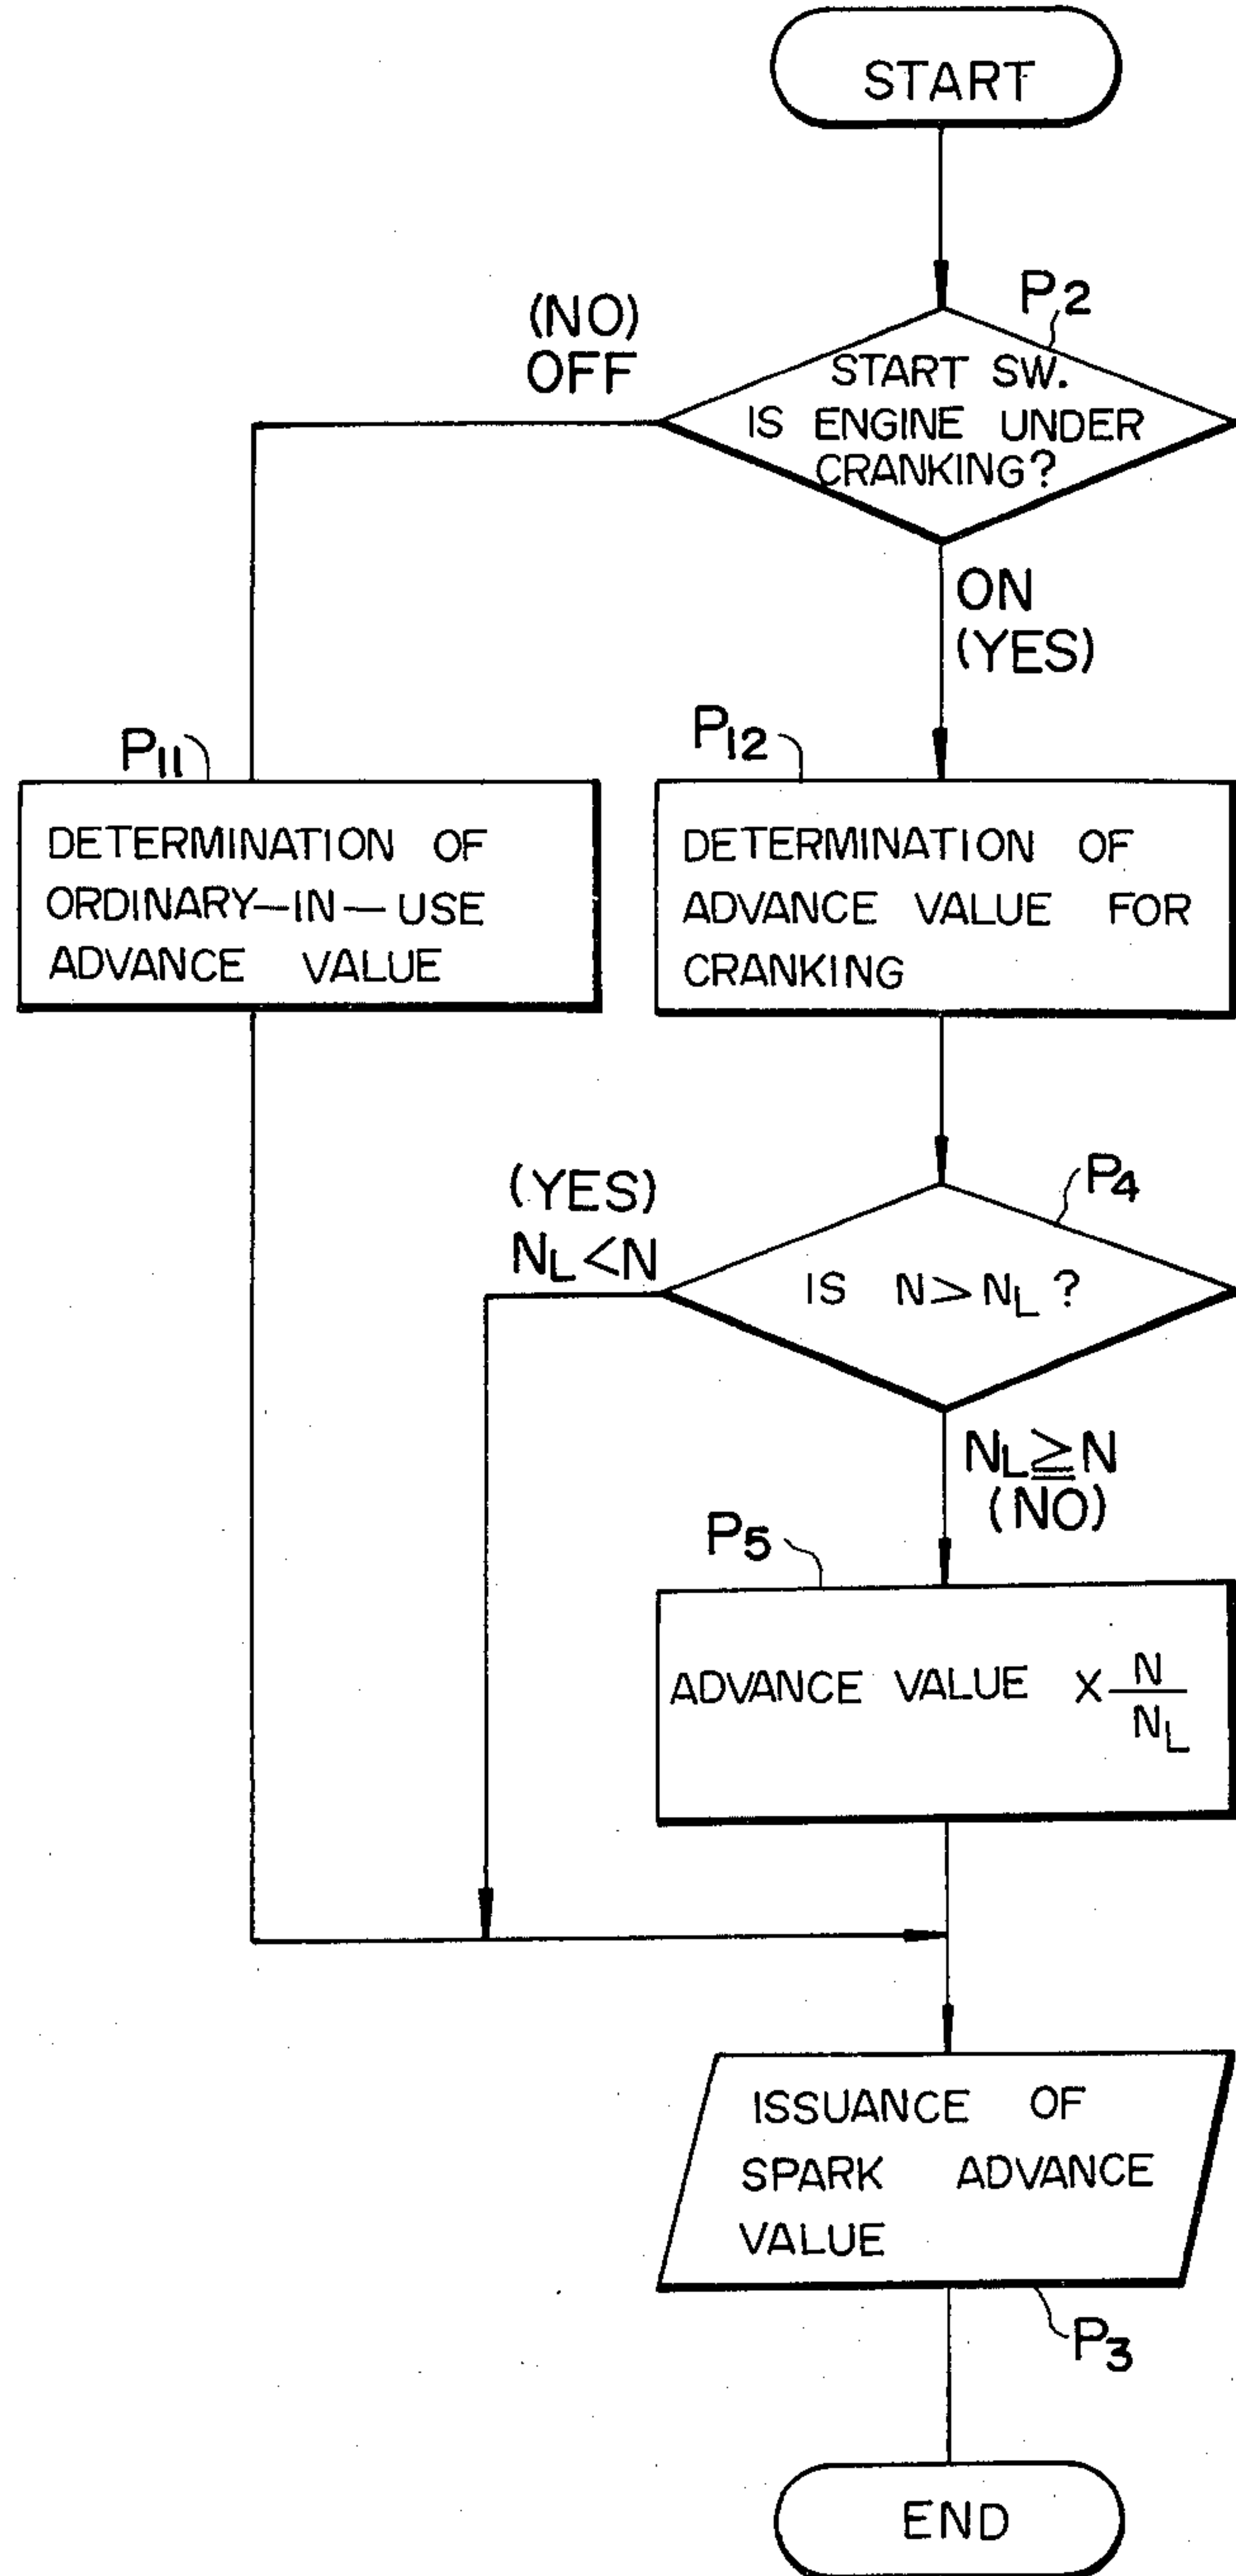 START
P2
(NO)
OFF
START SW.
IS ENGINE UNDER
CRANKING?
ON
(YES)
P11
P12
DETERMINATION OF
ORDINARY-IN-USE
ADVANCE VALUE
DETERMINATION OF
ADVANCE VALUE FOR
CRANKING
P4
(YES)
NL<N
IS N>NL?
NL≧N
(NO)
P5
ADVANCE VALUE × N/NL
ISSUANCE OF
SPARK ADVANCE
VALUE
P3
END